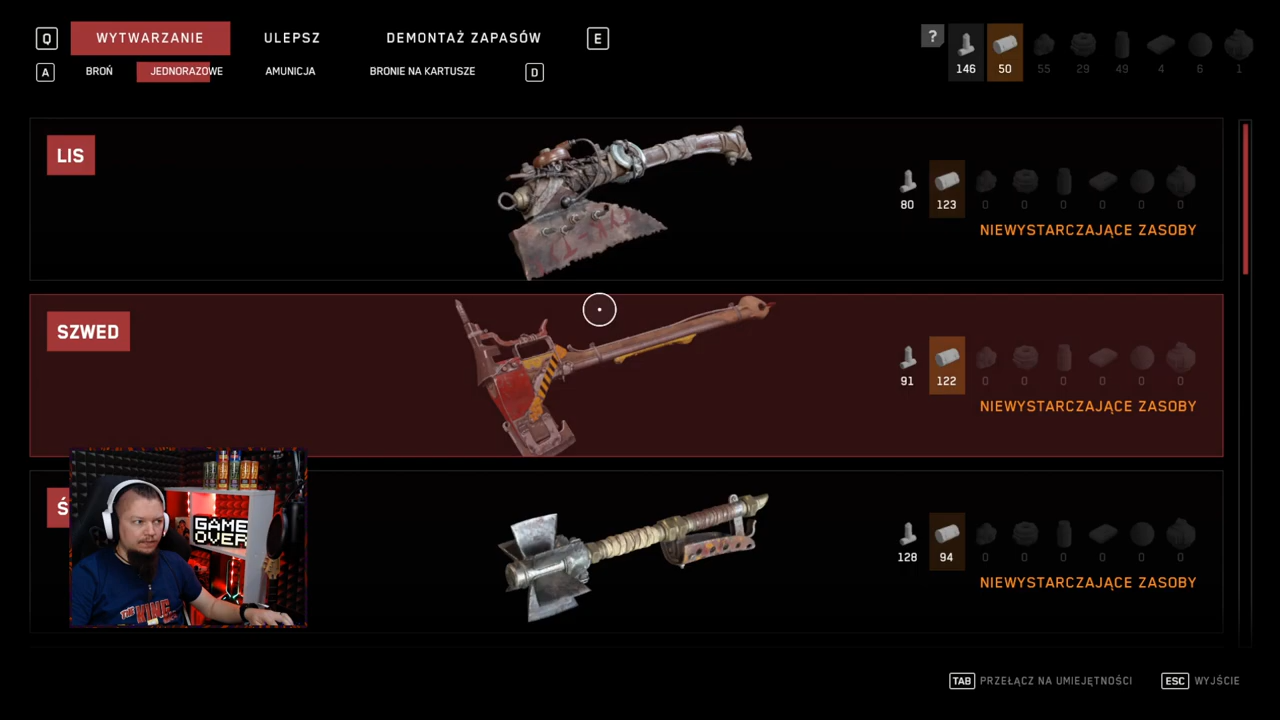 Q WYTWARZANIE ULEPSZ DEMONTAŻ ZAPASÓW E
A BROŃ JEDNORAZOWE AMUNICJA BRONIE NA KARTUSZE D
?
146 50 55 29 49 4 6 1
LIS
80 123 0 0 0 0 0 0
NIEWYSTARCZAJĄCE ZASOBY
SZWED
91 122 0 0 0 0 0 0
NIEWYSTARCZAJĄCE ZASOBY
Ś
128 94 0 0 0 0 0 0
NIEWYSTARCZAJĄCE ZASOBY
GAME
OVER
THE KING
TAB PRZEŁĄCZ NA UMIEJĘTNOŚCI ESC WYJŚCIE